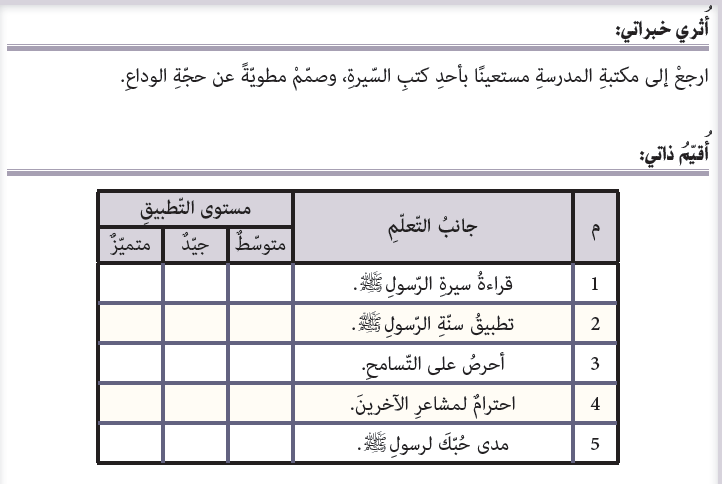 أُثري خبراتي:
ارجعْ إلى مكتبةِ المدرسةِ مستعينًا بأحدِ كتبِ السّيرةِ، وصمّمْ مطويّةً عن حجّةِ الوداعِ.
أُقيّمُ ذاتي:
م جانبُ التّعلّمِ مستوى التّطبيقِ
متوسّطٌ جيّدٌ متميّزٌ
1 قراءةُ سيرةِ الرّسولِ ﷺ.
2 تطبيقُ سنّةِ الرّسولِ ﷺ.
3 أحرصُ على التّسامحِ.
4 احترامٌ لمشاعرِ الآخرينَ.
5 مدى حُبّكَ لرسولِ ﷺ.